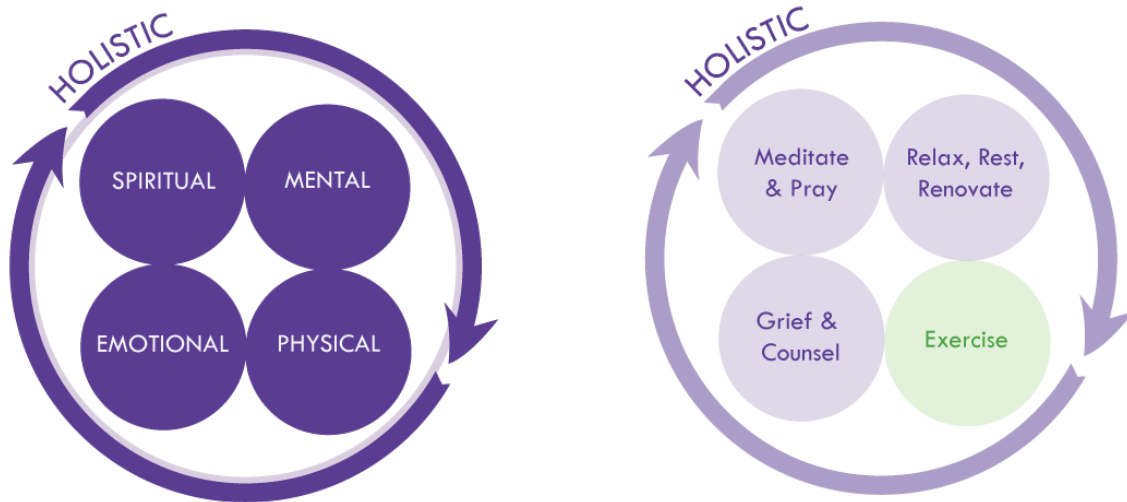 HOLISTIC
SPIRITUAL
MENTAL
EMOTIONAL
PHYSICAL
HOLISTIC
Meditate
& Pray
Relax, Rest,
Renovate
Grief &
Counsel
Exercise